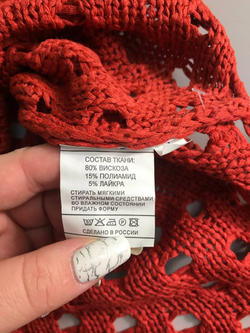 СОСТАВ ТКАНИ:
80% ВИСКОЗА
15% ПОЛИАМИД
5% ЛАЙКРА
СТИРАТЬ МЯГКИМИ
СТИРАЛЬНЫМИ СРЕДСТВАМИ
ВО ВЛАЖНОМ СОСТОЯНИИ
ПРИДАТЬ ФОРМУ
СДЕЛАНО В РОССИИ